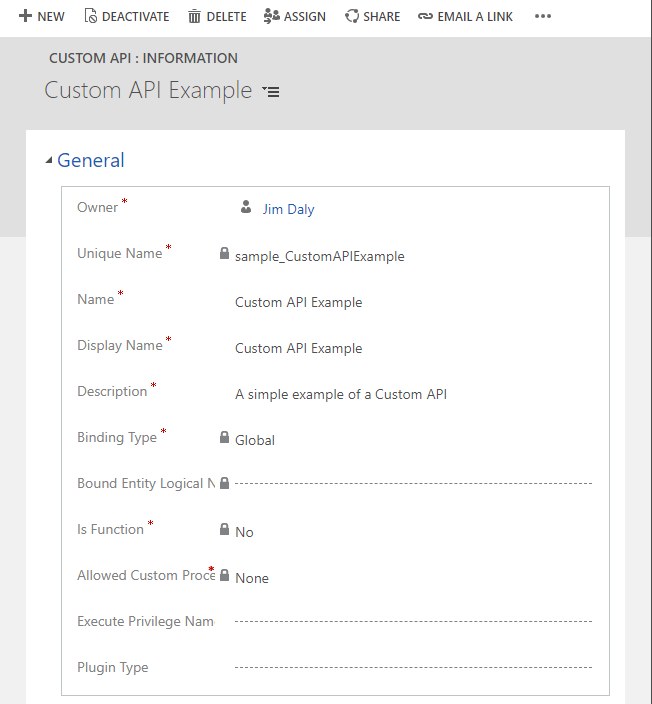 NEW DEACTIVATE DELETE ASSIGN SHARE EMAIL A LINK
CUSTOM API : INFORMATION
Custom API Example
General
Owner * Jim Daly
Unique Name * sample_CustomAPIExample
Name * Custom API Example
Display Name * Custom API Example
Description * A simple example of a Custom API
Binding Type * Global
Bound Entity Logical N
Is Function * No
Allowed Custom Proce * None
Execute Privilege Nam
Plugin Type